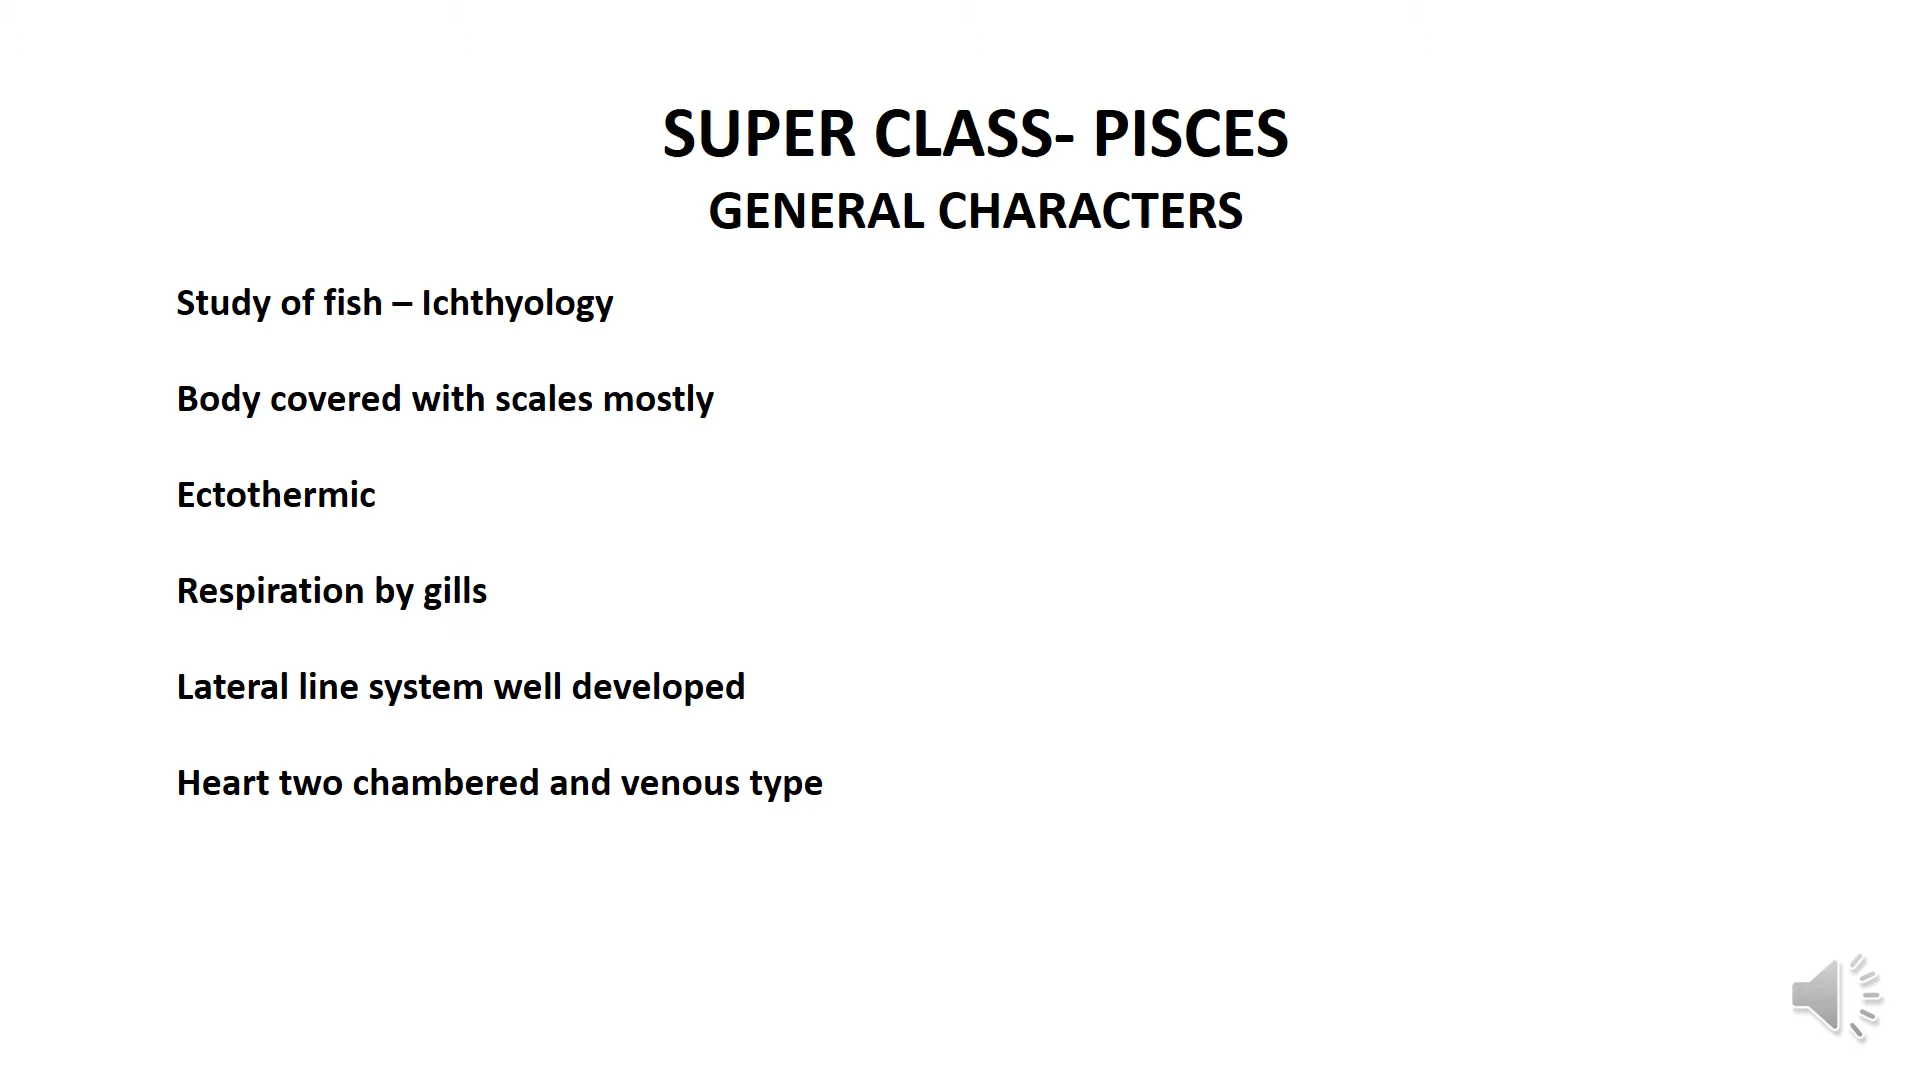 SUPER CLASS- PISCES
GENERAL CHARACTERS
Study of fish – Ichthyology
Body covered with scales mostly
Ectothermic
Respiration by gills
Lateral line system well developed
Heart two chambered and venous type